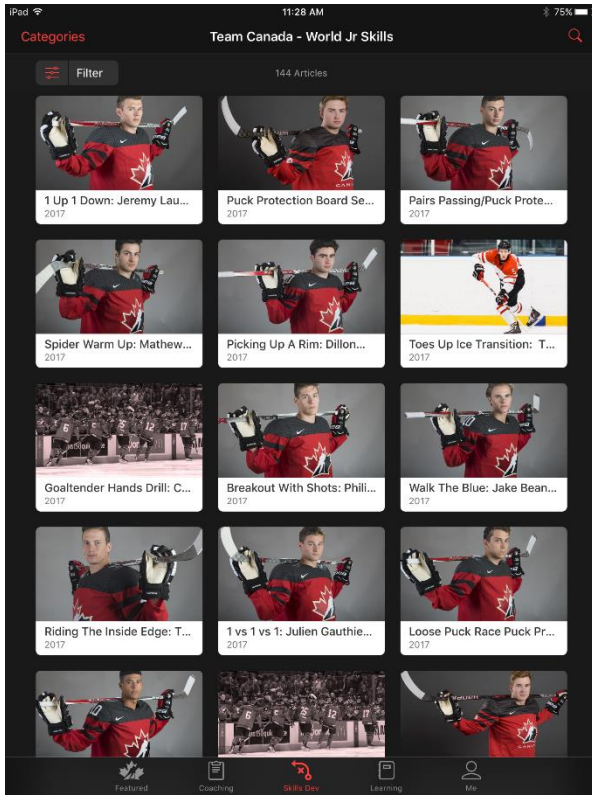 iPad 11:28 AM 75%
Categories Team Canada - World Jr Skills
Filter 144 Articles
1 Up 1 Down: Jeremy Lau...
2017
Puck Protection Board Se...
2017
Pairs Passing/Puck Prote...
2017
Spider Warm Up: Mathew...
2017
Picking Up A Rim: Dillon...
2017
Toes Up Ice Transition: T...
2017
Goaltender Hands Drill: C...
2017
Breakout With Shots: Phili...
2017
Walk The Blue: Jake Bean...
2017
Riding The Inside Edge: T...
2017
1 vs 1 vs 1: Julien Gauthie...
2017
Loose Puck Race Puck Pr...
2017
Featured Coaching Skills Dev Learning Me